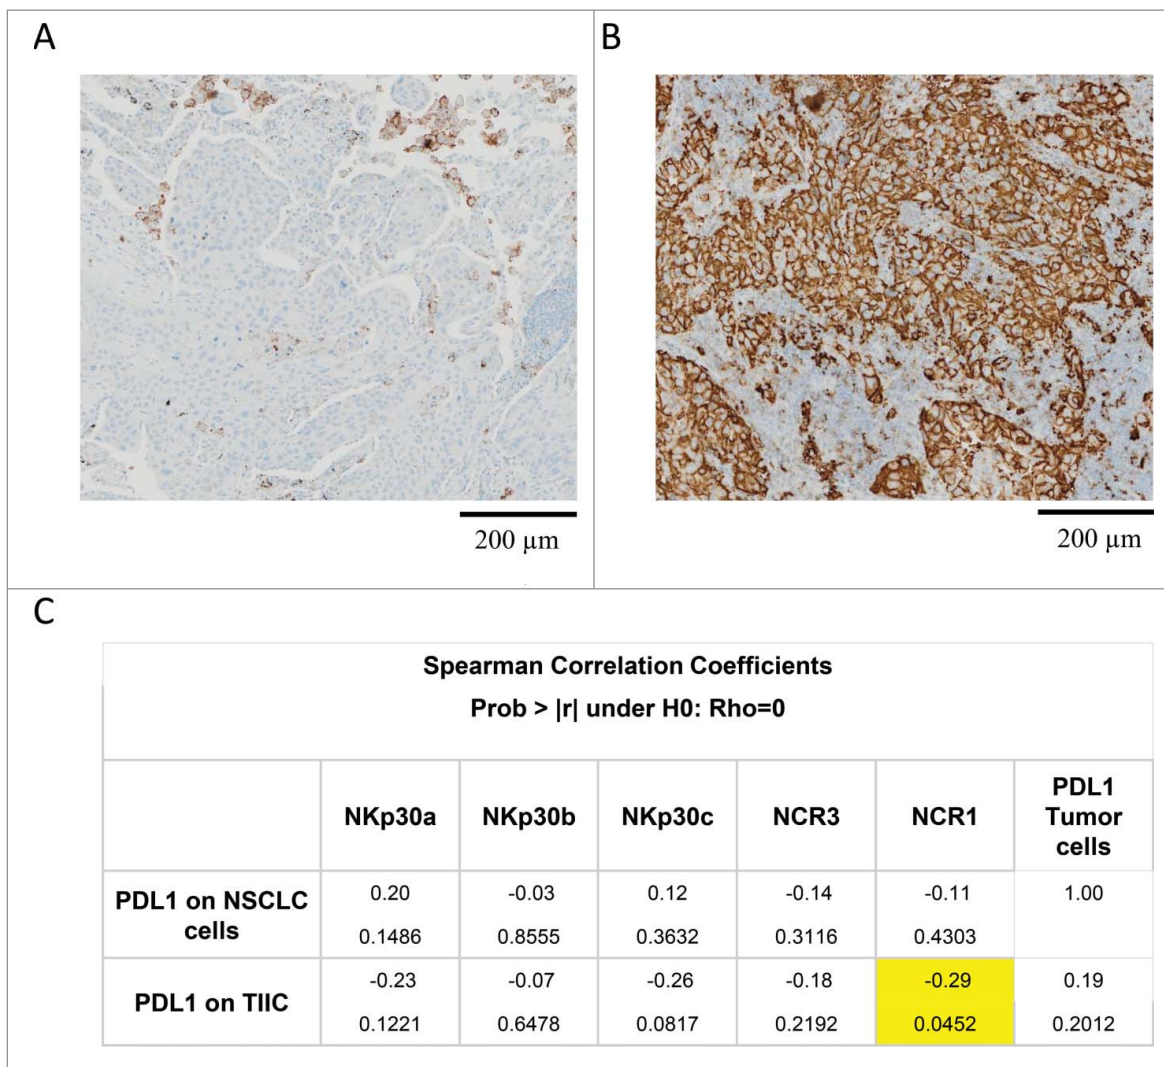 A
B
200 µm
200 µm
C
Spearman Correlation Coefficients
Prob > |r| under H0: Rho=0
NKp30a NKp30b NKp30c NCR3 NCR1 PDL1
Tumor
cells
PDL1 on NSCLC
cells
0.20 -0.03 0.12 -0.14 -0.11 1.00
0.1486 0.8555 0.3632 0.3116 0.4303
PDL1 on TIIC
-0.23 -0.07 -0.26 -0.18 -0.29 0.19
0.1221 0.6478 0.0817 0.2192 0.0452 0.2012